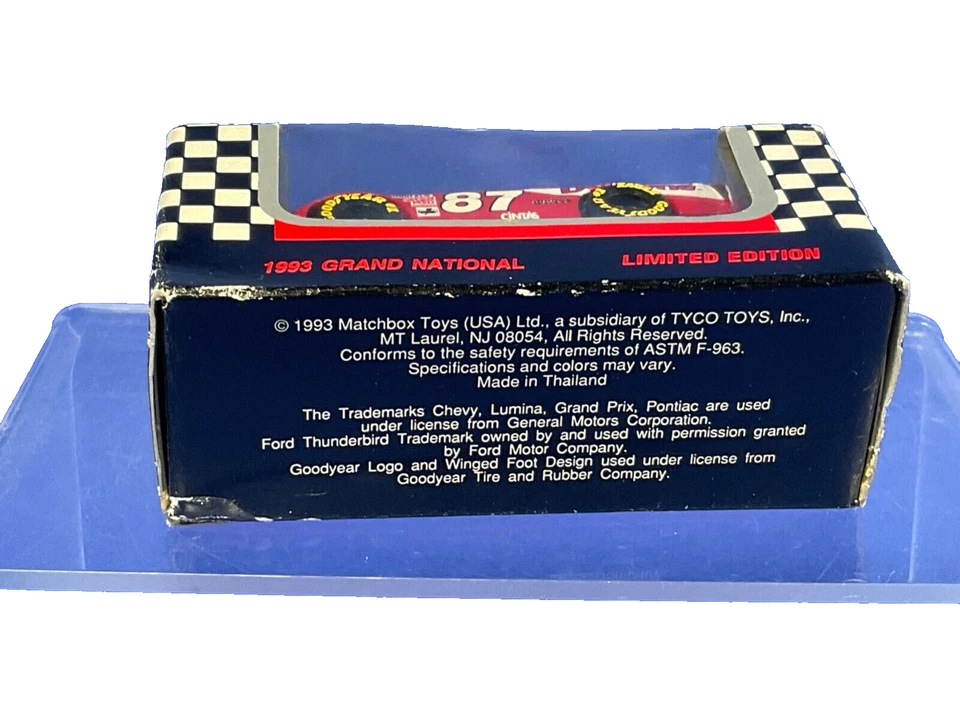 GOODYEAR
87
CINTAS
EAGLE
GOODYEAR
1993 GRAND NATIONAL
LIMITED EDITION
© 1993 Matchbox Toys (USA) Ltd., a subsidiary of TYCO TOYS, Inc.,
MT Laurel, NJ 08054, All Rights Reserved.
Conforms to the safety requirements of ASTM F-963.
Specifications and colors may vary.
Made in Thailand
The Trademarks Chevy, Lumina, Grand Prix, Pontiac are used
under license from General Motors Corporation.
Ford Thunderbird Trademark owned by and used with permission granted
by Ford Motor Company.
Goodyear Logo and Winged Foot Design used under license from
Goodyear Tire and Rubber Company.